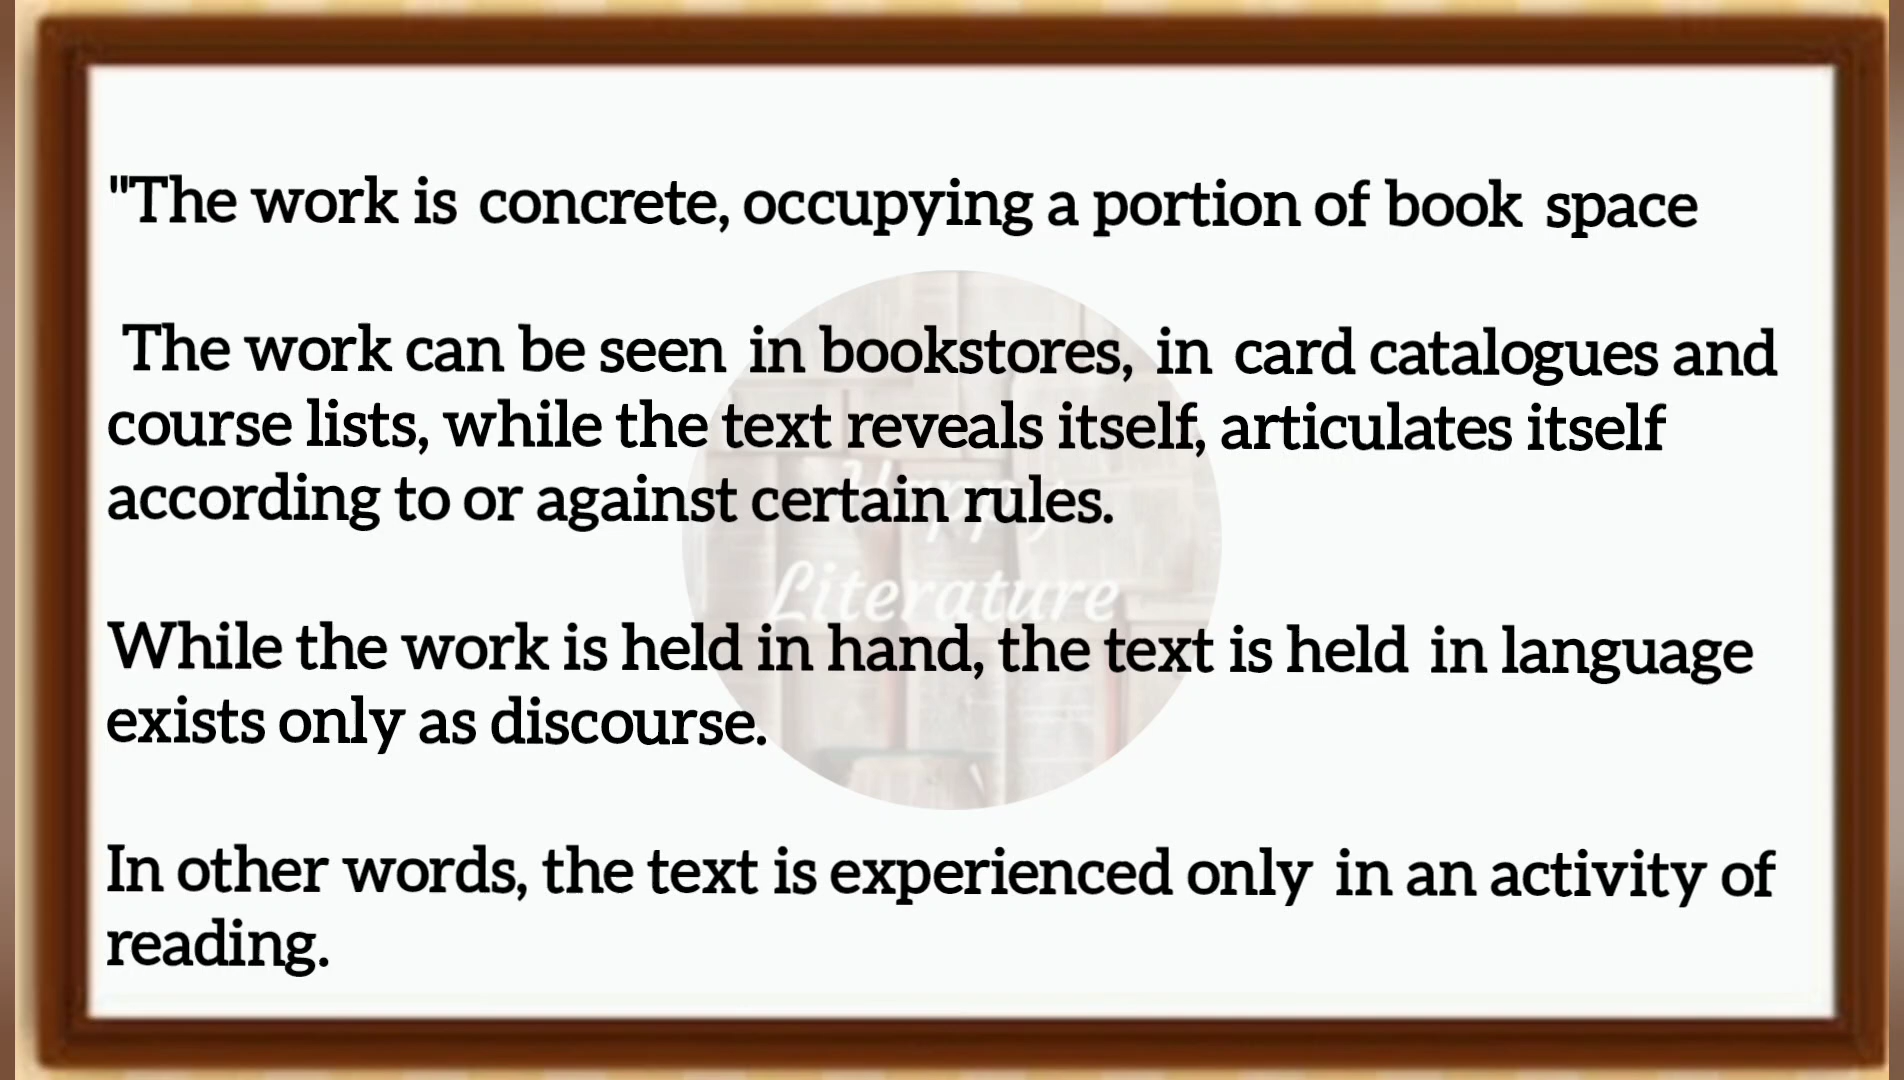 "The work is concrete, occupying a portion of book space
The work can be seen in bookstores, in card catalogues and
course lists, while the text reveals itself, articulates itself
according to or against certain rules.
Happy
Literature
While the work is held in hand, the text is held in language
exists only as discourse.
In other words, the text is experienced only in an activity of
reading.